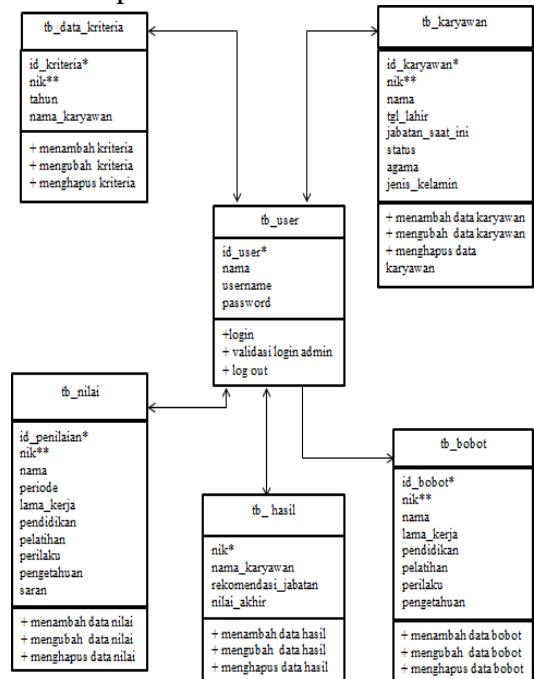 tb_data_kriteria
id_kriteria*
nik**
tahun
nama_karyawan
+ menambah kriteria
+ mengubah kriteria
+ menghapus kriteria
tb_karyawan
id_karyawan*
nik**
nama
tgl_lahir
jabatan_saat_ini
status
agama
jenis_kelamin
+ menambah data karyawan
+ mengubah data karyawan
+ menghapus data
karyawan
tb_user
id_user*
nama
username
password
+login
+ validasi login admin
+ log out
tb_nilai
id_penilaian*
nik**
nama
periode
lama_kerja
pendidikan
pelatihan
perilaku
pengetahuan
saran
+ menambah data nilai
+ mengubah data nilai
+ menghapus data nilai
tb_ hasil
nik*
nama_karyawan
rekomendasi_jabatan
nilai_akhir
+ menambah data hasil
+ mengubah data hasil
+ menghapus data hasil
tb_bobot
id_bobot*
nik**
nama
lama_kerja
pendidikan
pelatihan
perilaku
pengetahuan
+ menambah data bobot
+ mengubah data bobot
+ menghapus data bobot